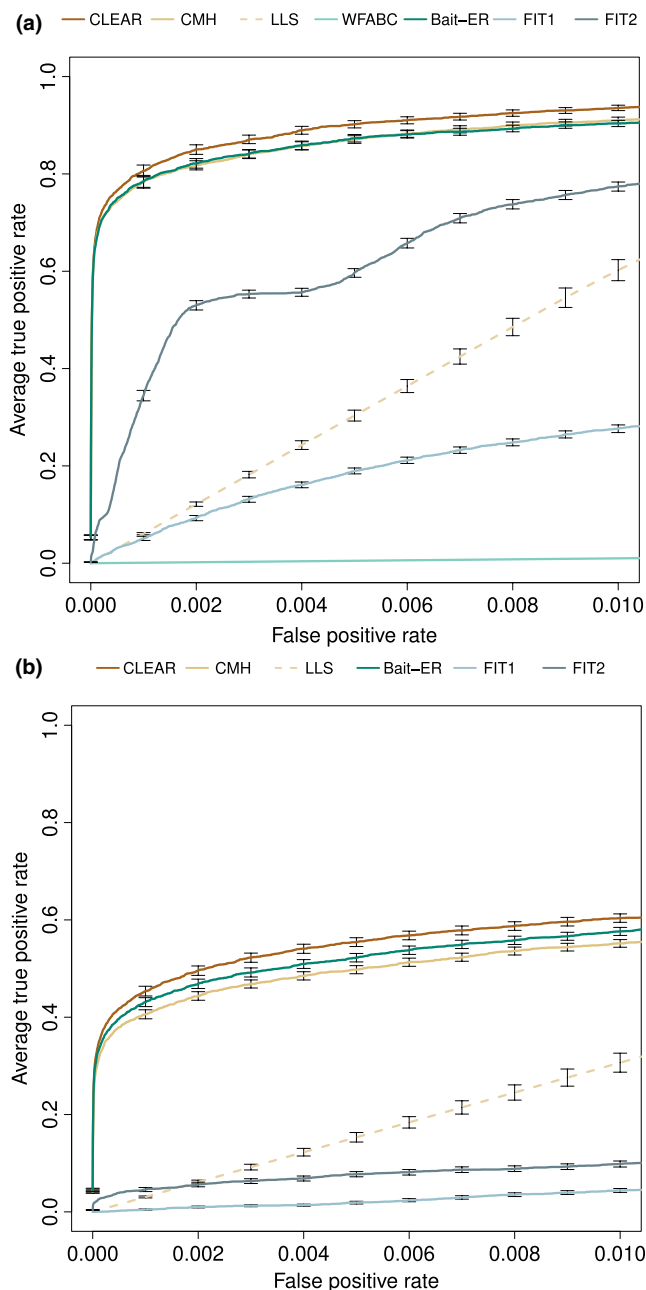 (a)
CLEAR CMH LLS WFABC Bait−ER FIT1 FIT2
Average true positive rate
1.0
0.8
0.6
0.4
0.2
0.0
0.000 0.002 0.004 0.006 0.008 0.010
False positive rate
(b)
CLEAR CMH LLS Bait−ER FIT1 FIT2
Average true positive rate
1.0
0.8
0.6
0.4
0.2
0.0
0.000 0.002 0.004 0.006 0.008 0.010
False positive rate